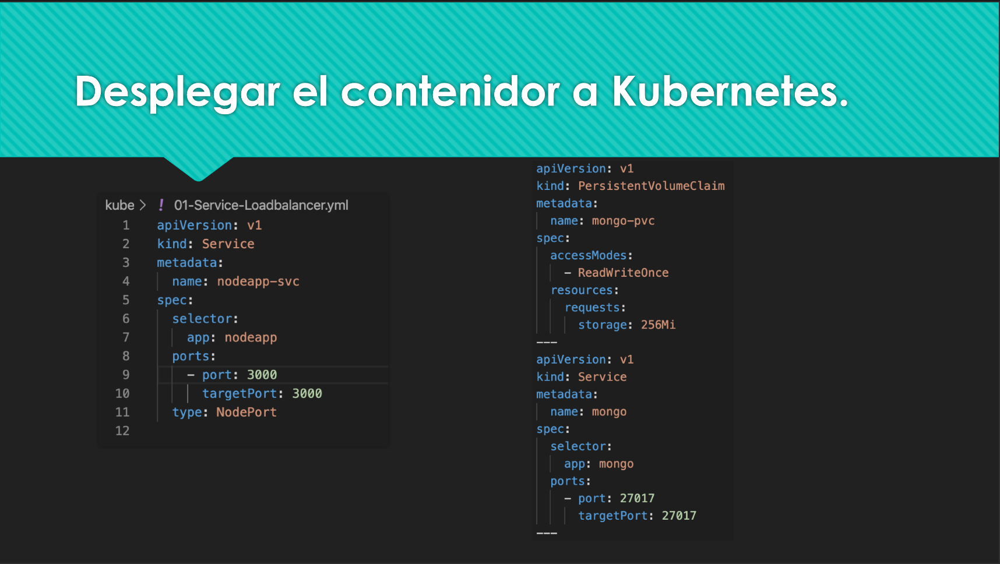 Desplegar el contenidor a Kubernetes.
kube > ! 01-Service-Loadbalancer.yml
1 apiVersion: v1
2 kind: Service
3 metadata:
4   name: nodeapp-svc
5 spec:
6   selector:
7     app: nodeapp
8   ports:
9     - port: 3000
10       targetPort: 3000
11   type: NodePort
12
apiVersion: v1
kind: PersistentVolumeClaim
metadata:
  name: mongo-pvc
spec:
  accessModes:
    - ReadWriteOnce
  resources:
    requests:
      storage: 256Mi
---
apiVersion: v1
kind: Service
metadata:
  name: mongo
spec:
  selector:
    app: mongo
  ports:
    - port: 27017
      targetPort: 27017
---